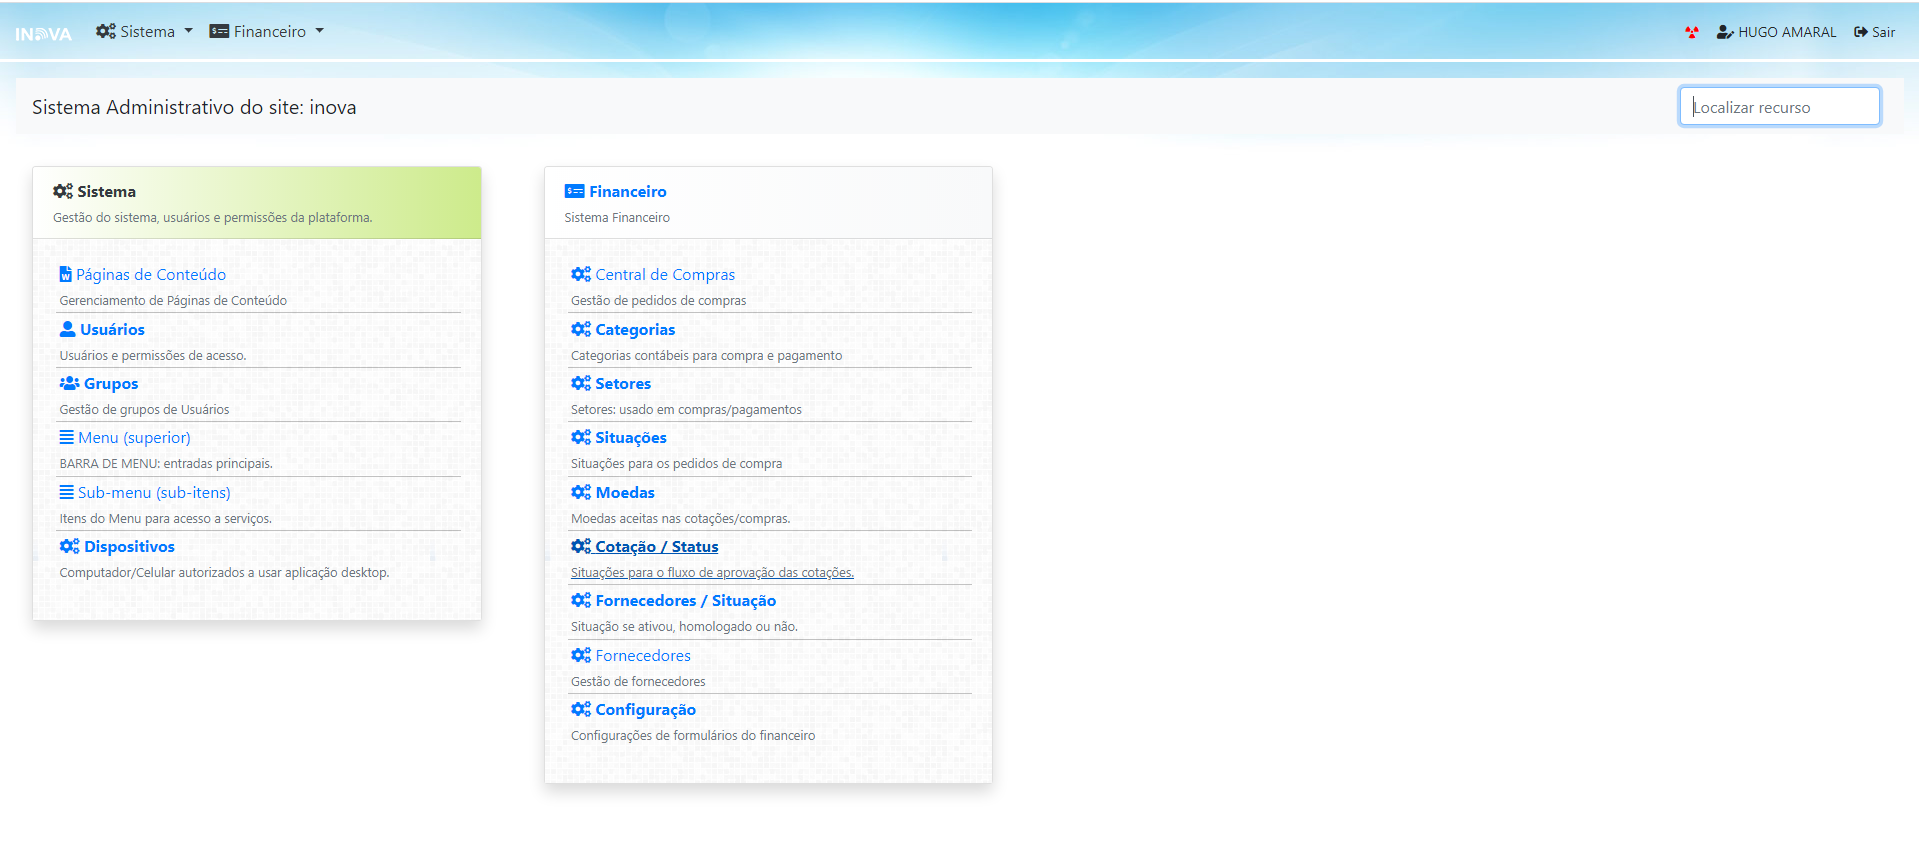 INOVA
Sistema
Financeiro
HUGO AMARAL
Sair
Sistema Administrativo do site: inova
Localizar recurso
Sistema
Gestão do sistema, usuários e permissões da plataforma.
Páginas de Conteúdo
Gerenciamento de Páginas de Conteúdo
Usuários
Usuários e permissões de acesso.
Grupos
Gestão de grupos de Usuários
Menu (superior)
BARRA DE MENU: entradas principais.
Sub-menu (sub-itens)
Itens do Menu para acesso a serviços.
Dispositivos
Computador/Celular autorizados a usar aplicação desktop.
Financeiro
Sistema Financeiro
Central de Compras
Gestão de pedidos de compras
Categorias
Categorias contábeis para compra e pagamento
Setores
Setores: usado em compras/pagamentos
Situações
Situações para os pedidos de compra
Moedas
Moedas aceitas nas cotações/compras.
Cotação / Status
Situações para o fluxo de aprovação das cotações.
Fornecedores / Situação
Situação se ativou, homologado ou não.
Fornecedores
Gestão de fornecedores
Configuração
Configurações de formulários do financeiro